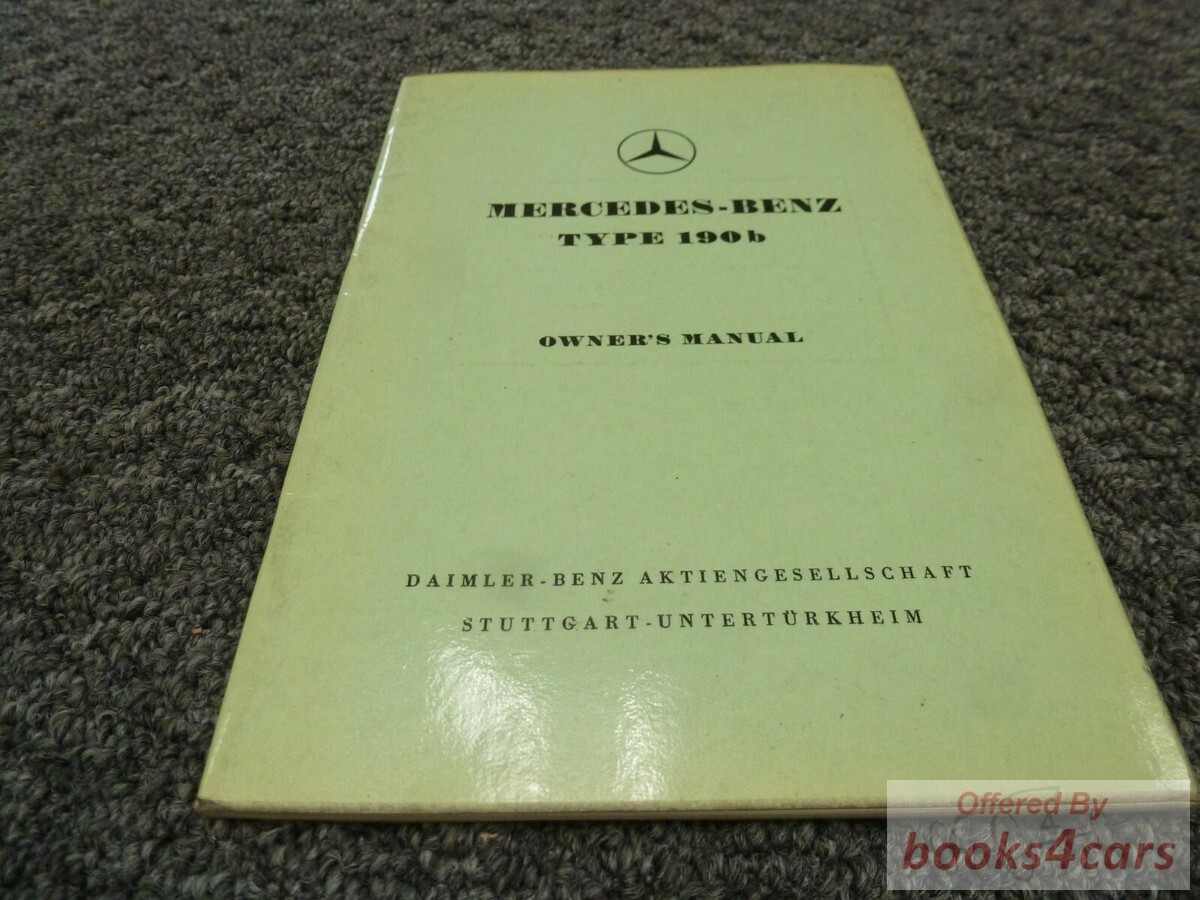 MERCEDES-BENZ
TYPE 190b
OWNER'S MANUAL
DAIMLER-BENZ AKTIENGESELLSCHAFT
STUTTGART-UNTERTÜRKHEIM
Offered By
books4cars